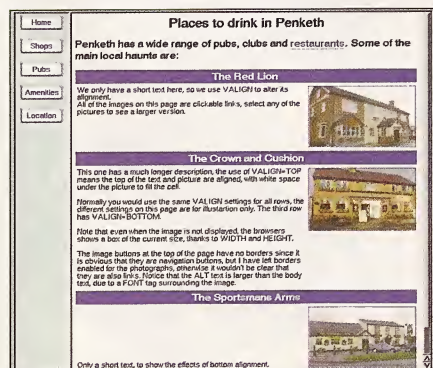 Home
Shops
Pubs
Amenities
Location
Places to drink in Penketh
Penketh has a wide range of pubs, clubs and restaurants. Some of the
main local haunts are:
The Red Lion
We only have a short text here, so we use VALIGN to alter its
alignment.
All of the images on this page are clickable links, select any of the
pictures to see a larger version.
The Crown and Cushion
This one has a much longer description, the use of VALIGN=TOP
means the top of the text and picture are aligned, with white space
under the picture to fill the cell.
Normally you would use the same VALIGN settings for all rows, the
different settings on this page are for illustartion only. The third row
has VALIGN=BOTTOM.
Note that even when the image is not displayed, the browsers
shows a box of the current size, thanks to WIDTH and HEIGHT.
The image buttons at the top of the page have no borders since it
is obvious that they are navigation buttons, but I have left borders
enabled for the photographs, otherwise it wouldn't be clear that
they are also links. Notice that the ALT text is larger than the body
text, due to a FONT tag surrounding the image.
The Sportsmans Arms
Only a short text, to show the effects of bottom alignment.